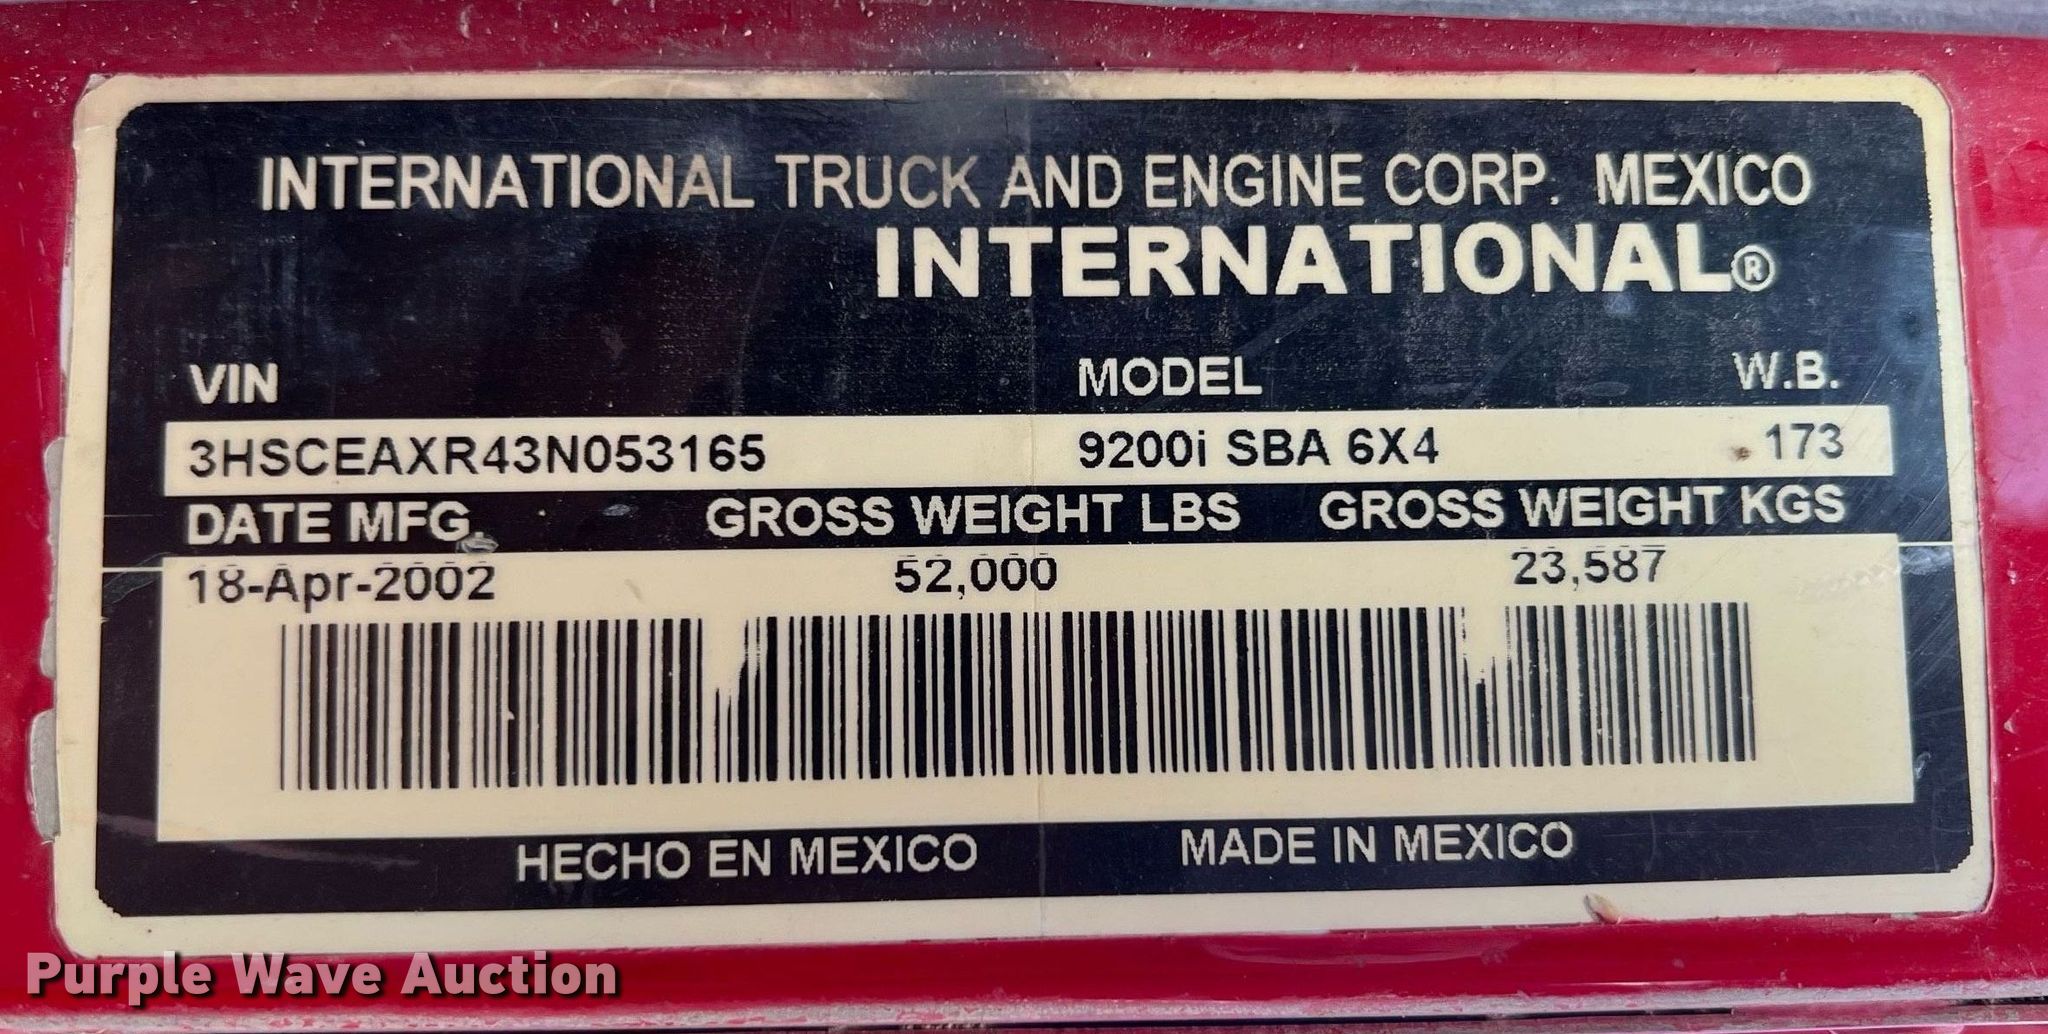 INTERNATIONAL TRUCK AND ENGINE CORP. MEXICO
INTERNATIONAL®
VIN MODEL W.B.
3HSCEAXR43N053165 9200i SBA 6X4 173
DATE MFG. GROSS WEIGHT LBS GROSS WEIGHT KGS
18-Apr-2002 52,000 23,587
HECHO EN MEXICO MADE IN MEXICO
Purple Wave Auction